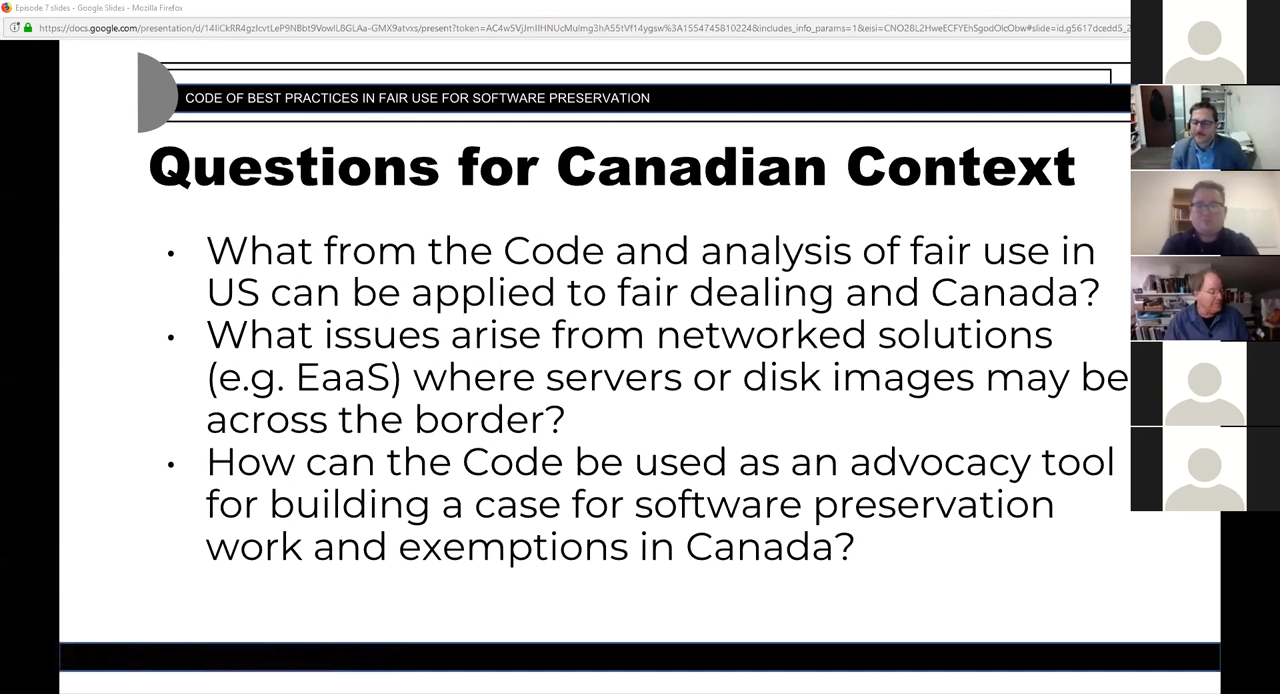 Episode 7 slides - Google Slides - Mozilla Firefox
CODE OF BEST PRACTICES IN FAIR USE FOR SOFTWARE PRESERVATION
Questions for Canadian Context
• What from the Code and analysis of fair use in
US can be applied to fair dealing and Canada?
• What issues arise from networked solutions
(e.g. EaaS) where servers or disk images may be
across the border?
• How can the Code be used as an advocacy tool
for building a case for software preservation
work and exemptions in Canada?